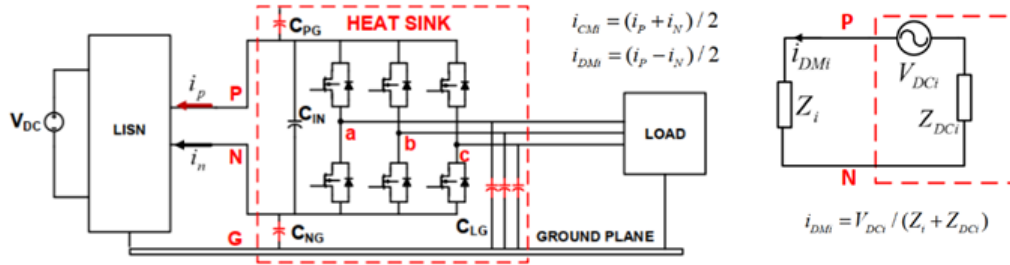 C_PG
HEAT SINK
i_CMi = (i_P + i_N)/2
i_DMi = (i_P − i_N)/2
P
i_DMi
V_DCi
Z_i
Z_DCi
N
i_DMi = V_DCi / (Z_i + Z_DCi)
i_p
P
V_DC
LISN
C_IN
a
b
c
LOAD
N
i_n
G
C_NG
C_LG
GROUND PLANE